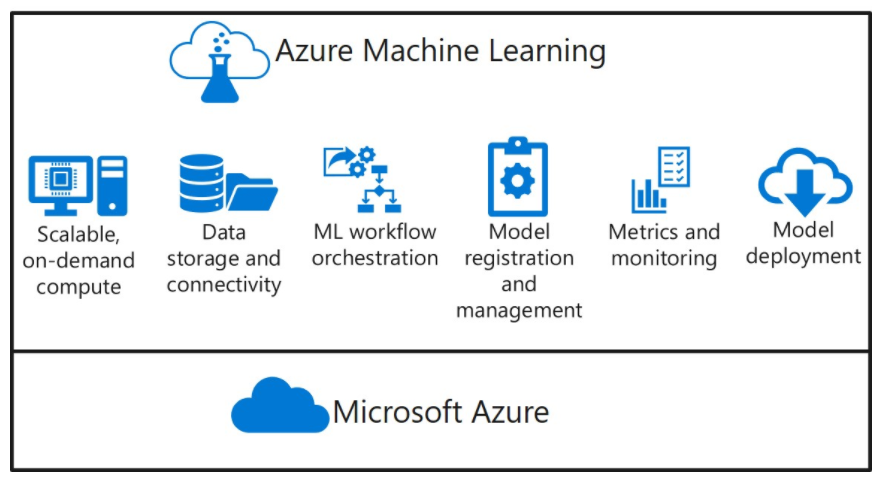 Azure Machine Learning
Scalable,
on-demand
compute
Data
storage and
connectivity
ML workflow
orchestration
Model
registration
and
management
Metrics and
monitoring
Model
deployment
Microsoft Azure